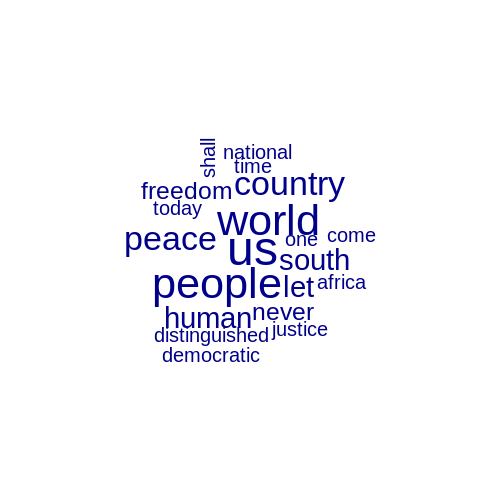 shall
national
time
freedom country
today
world
peace us one come
people south
let africa
human never
distinguished justice
democratic